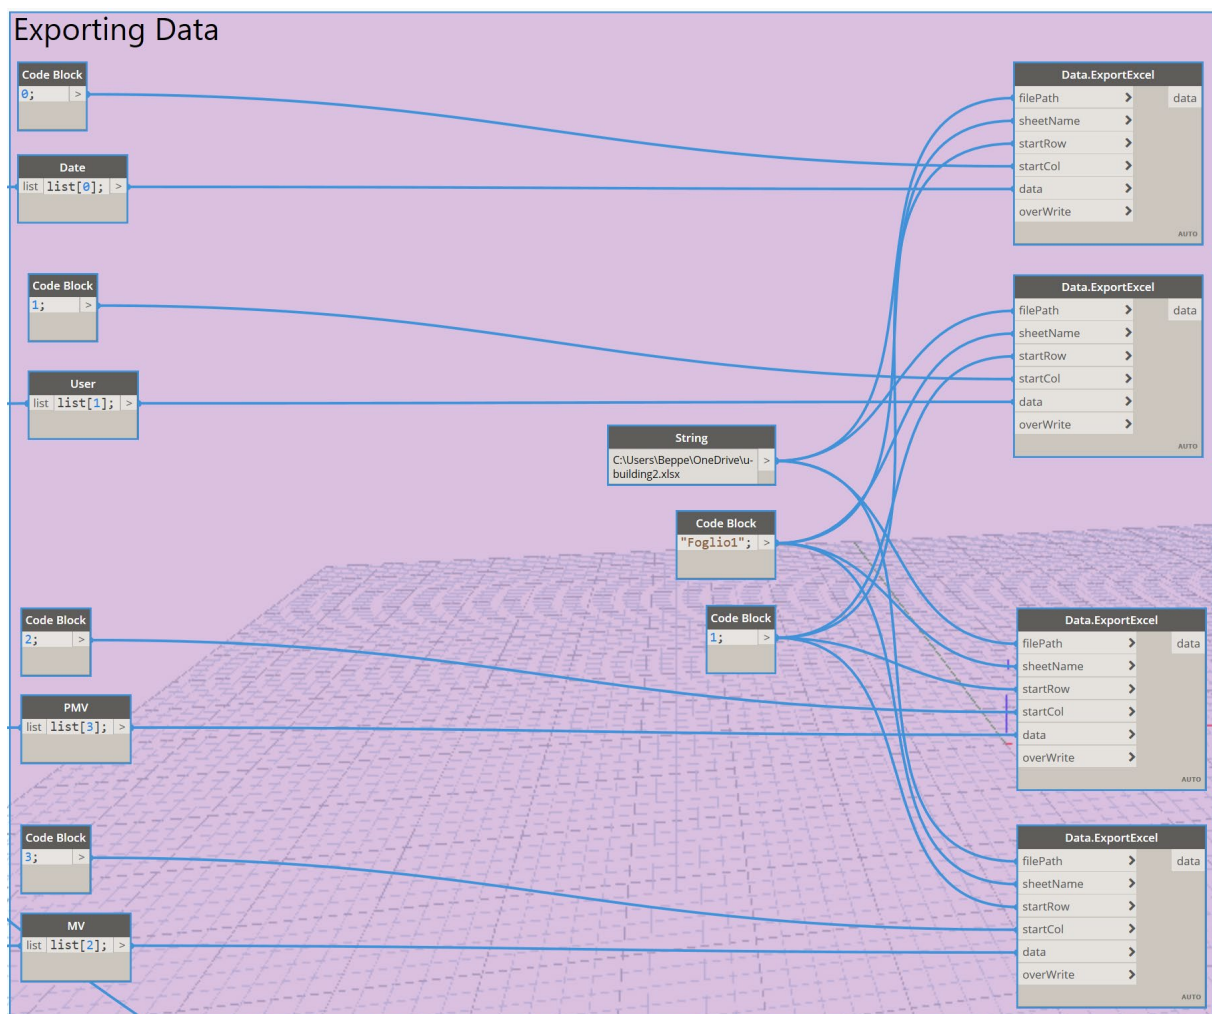 Exporting Data
Code Block
0; >
Date
list list[0]; >
Code Block
1; >
User
list list[1]; >
String
C:\Users\Beppe\OneDrive\u-
building2.xlsx >
Code Block
"Foglio1"; >
Code Block
1; >
Code Block
2; >
PMV
list list[3]; >
Code Block
3; >
MV
list list[2]; >
Data.ExportExcel
filePath > data
sheetName >
startRow >
startCol >
data >
overWrite >
AUTO
Data.ExportExcel
filePath > data
sheetName >
startRow >
startCol >
data >
overWrite >
AUTO
Data.ExportExcel
filePath > data
sheetName >
startRow >
startCol >
data >
overWrite >
AUTO
Data.ExportExcel
filePath > data
sheetName >
startRow >
startCol >
data >
overWrite >
AUTO